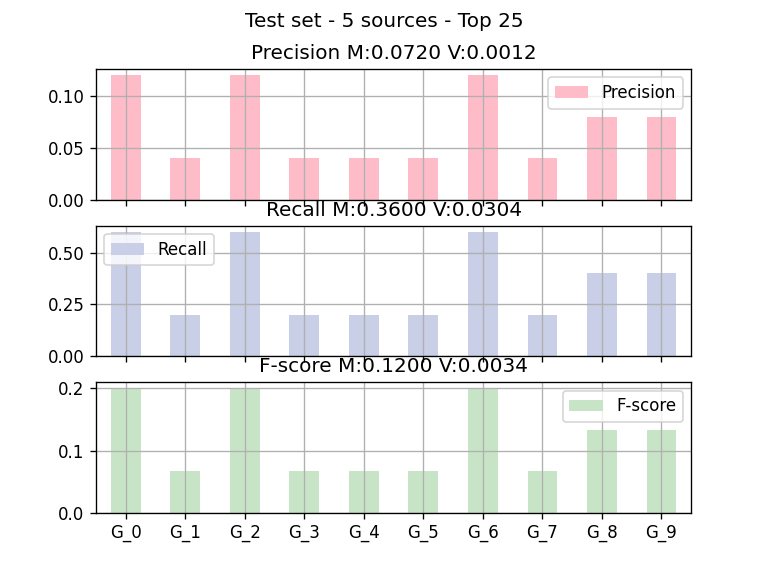 Test set - 5 sources - Top 25
Precision M:0.0720 V:0.0012
Precision
0.10
0.05
0.00
Recall M:0.3600 V:0.0304
Recall
0.50
0.25
0.00
F-score M:0.1200 V:0.0034
F-score
0.2
0.1
0.0
G_0 G_1 G_2 G_3 G_4 G_5 G_6 G_7 G_8 G_9